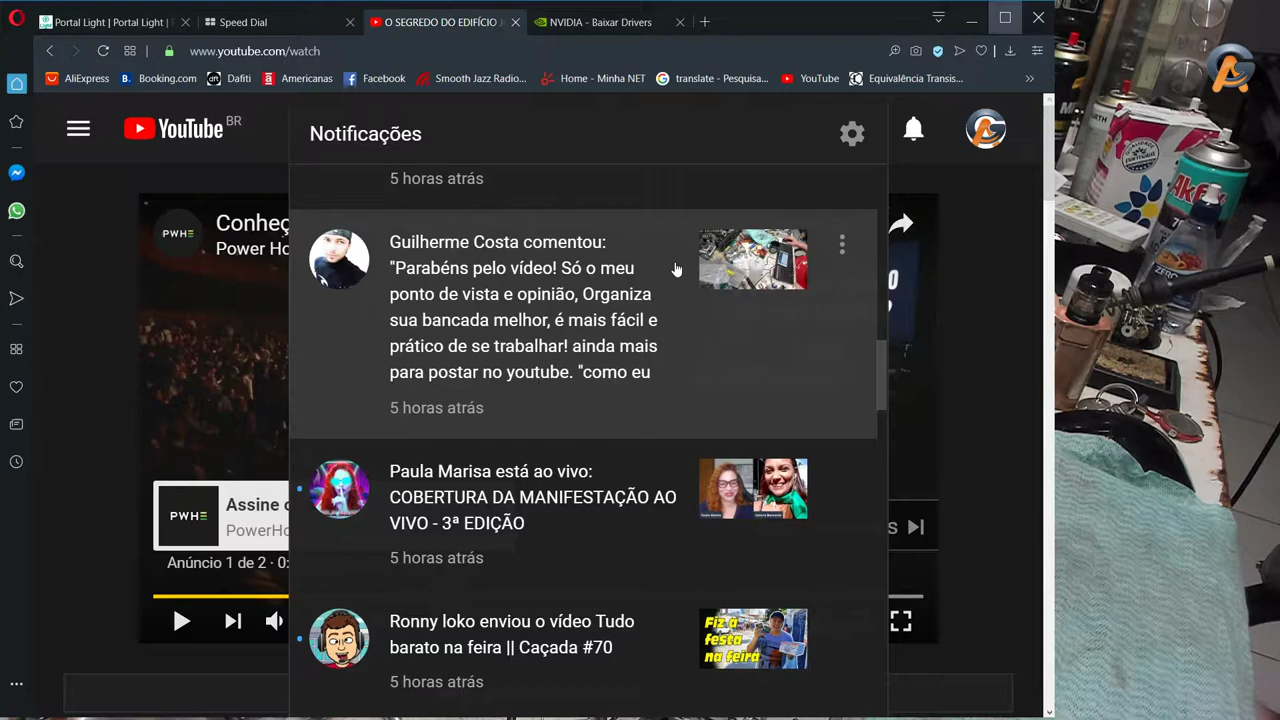 Portal Light | Portal Light |
Speed Dial
O SEGREDO DO EDIFÍCIO
NVIDIA - Baixar Drivers
www.youtube.com/watch
AliExpress
Booking.com
Dafiti
Americanas
Facebook
Smooth Jazz Radio...
Home - Minha NET
translate - Pesquisa...
YouTube
Equivalência Transis...
YouTube BR
Notificações
5 horas atrás
PWHE
Conheç
Power Ho
Guilherme Costa comentou:
"Parabéns pelo vídeo! Só o meu
ponto de vista e opinião, Organiza
sua bancada melhor, é mais fácil e
prático de se trabalhar! ainda mais
para postar no youtube. "como eu
5 horas atrás
Paula Marisa está ao vivo:
COBERTURA DA MANIFESTAÇÃO AO
VIVO - 3ª EDIÇÃO
5 horas atrás
PWHE
Assine o
PowerHo
Anúncio 1 de 2 · 0:
Ronny loko enviou o vídeo Tudo
barato na feira || Caçada #70
5 horas atrás
Fiz a
festa
na feira
Parmalat
ZERO